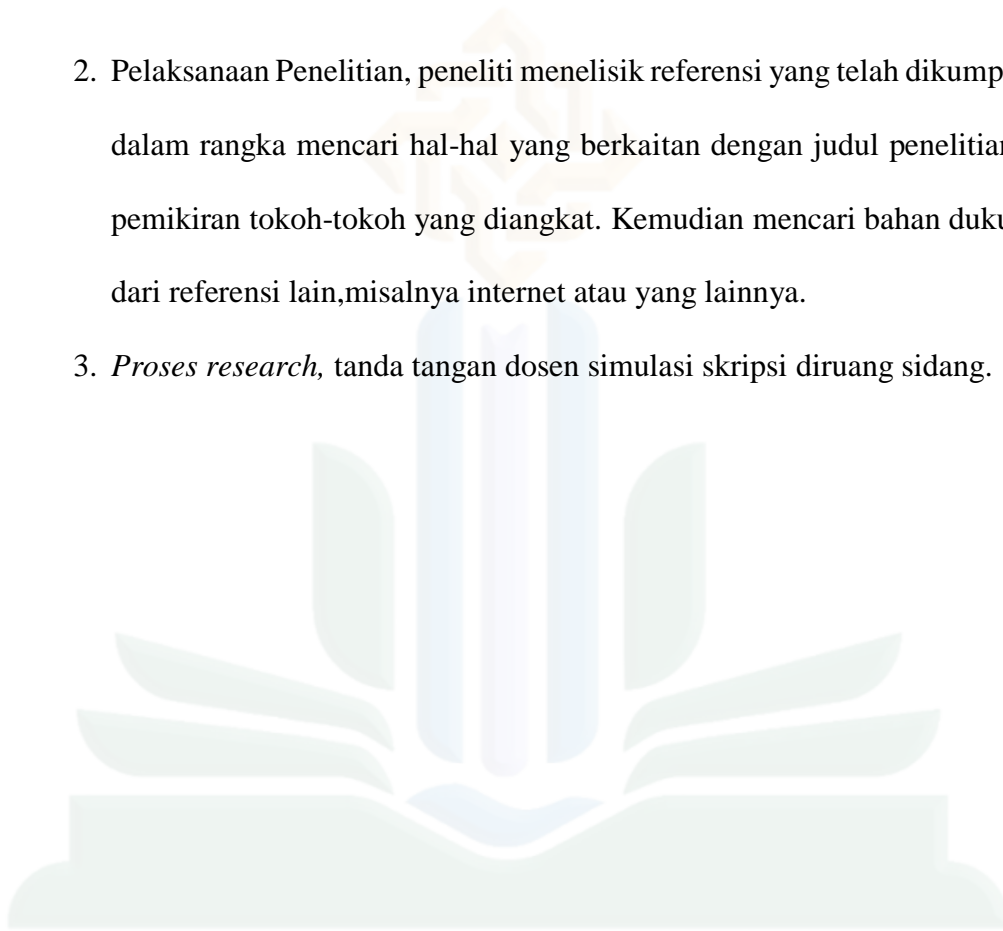 2. Pelaksanaan Penelitian, peneliti menelisik referensi yang telah dikump
dalam rangka mencari hal-hal yang berkaitan dengan judul penelitian
pemikiran tokoh-tokoh yang diangkat. Kemudian mencari bahan duku
dari referensi lain,misalnya internet atau yang lainnya.
3. Proses research, tanda tangan dosen simulasi skripsi diruang sidang.